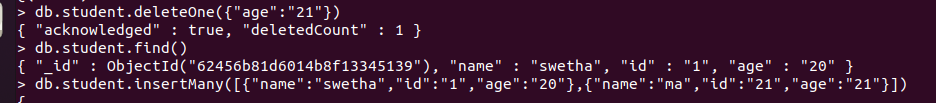 > db.student.deleteOne({"age":"21"})
{ "acknowledged" : true, "deletedCount" : 1 }
> db.student.find()
{ "_id" : ObjectId("62456b81d6014b8f13345139"), "name" : "swetha", "id" : "1", "age" : "20" }
> db.student.insertMany([{"name":"swetha","id":"1","age":"20"},{"name":"ma","id":"21","age":"21"}])
{